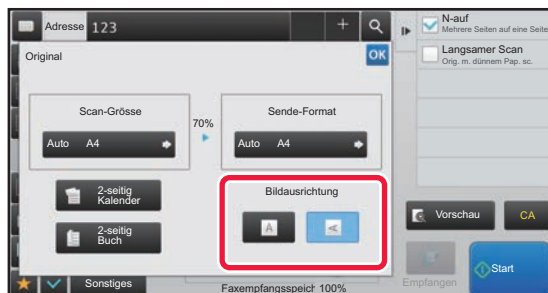 Adresse 123
Original
OK
Scan-Grösse
Auto A4
70%
Sende-Format
Auto A4
2-seitig
Kalender
2-seitig
Buch
Bildausrichtung
A
A
Sonstiges
Faxempfangsspeich 100%
N-auf
Mehrere Seiten auf eine Seite
Langsamer Scan
Orig. m. dünnem Pap. sc.
Vorschau
CA
Empfangen
Start